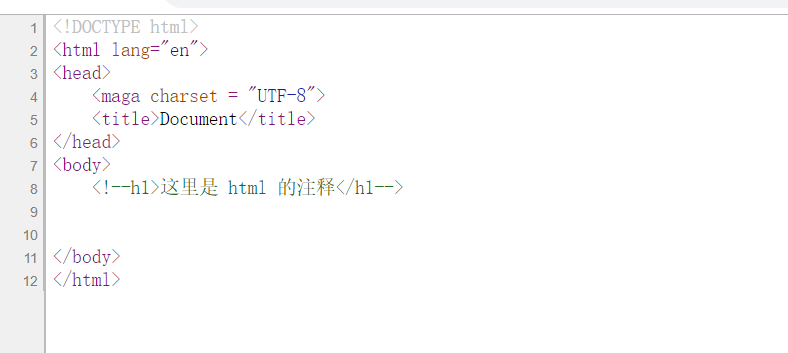 1 <!DOCTYPE html>
2 <html lang="en">
3 <head>
4     <maga charset = "UTF-8">
5     <title>Document</title>
6 </head>
7 <body>
8     <!--h1>这里是 html 的注释</h1-->
9
10
11 </body>
12 </html>